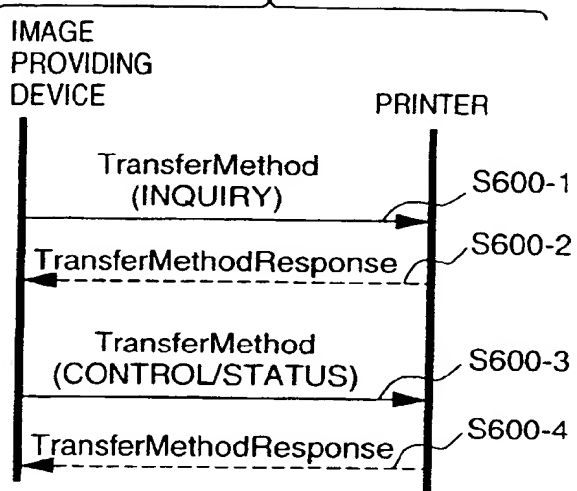 IMAGE
PROVIDING
DEVICE
PRINTER
TransferMethod
(INQUIRY)
S600-1
S600-2
TransferMethodResponse
TransferMethod
(CONTROL/STATUS)
S600-3
S600-4
TransferMethodResponse